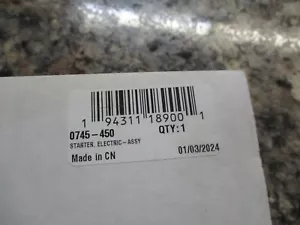 1 94311 18900 1
0745-450 QTY:1
STARTER, ELECTRIC-ASSY
Made in CN 01/03/2024